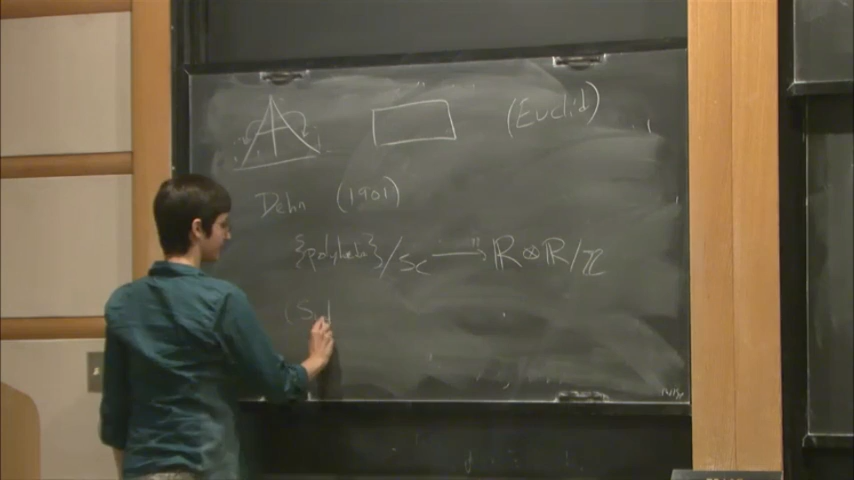 (Euclid)
Dehn (1901)
{polyhedra}/SC → ℝ⊗ℝ/ℤ
(S